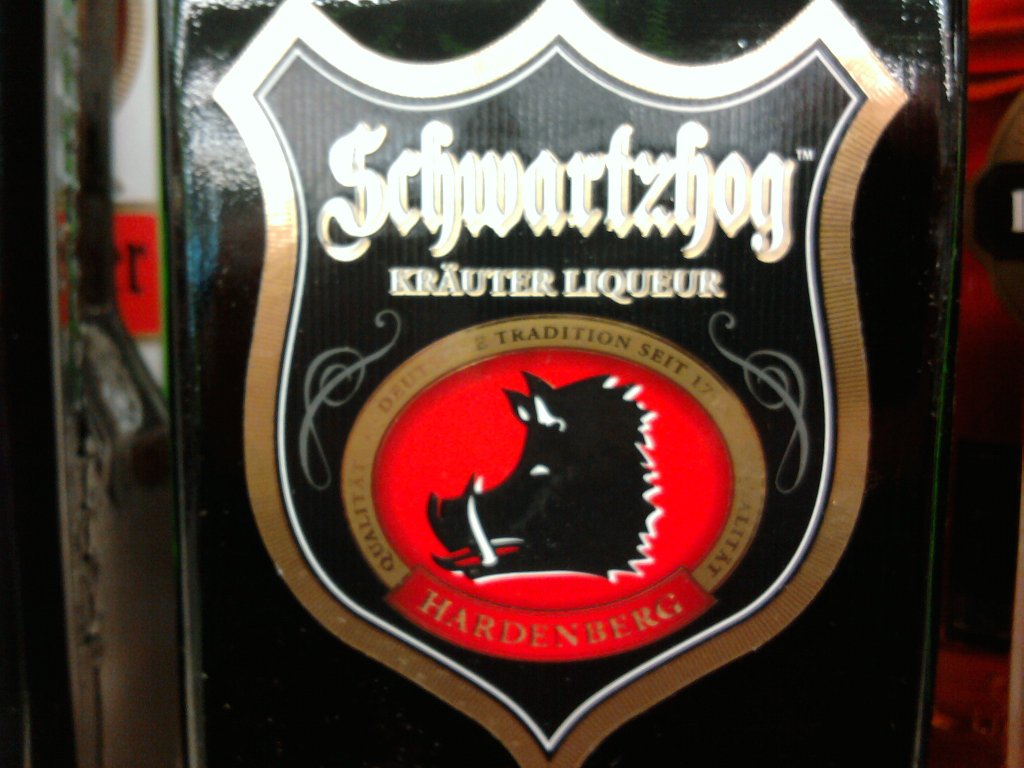 Schwartzhog™
KRÄUTER LIQUEUR
TRADITION SEIT
QUALITÄT
HARDENBERG